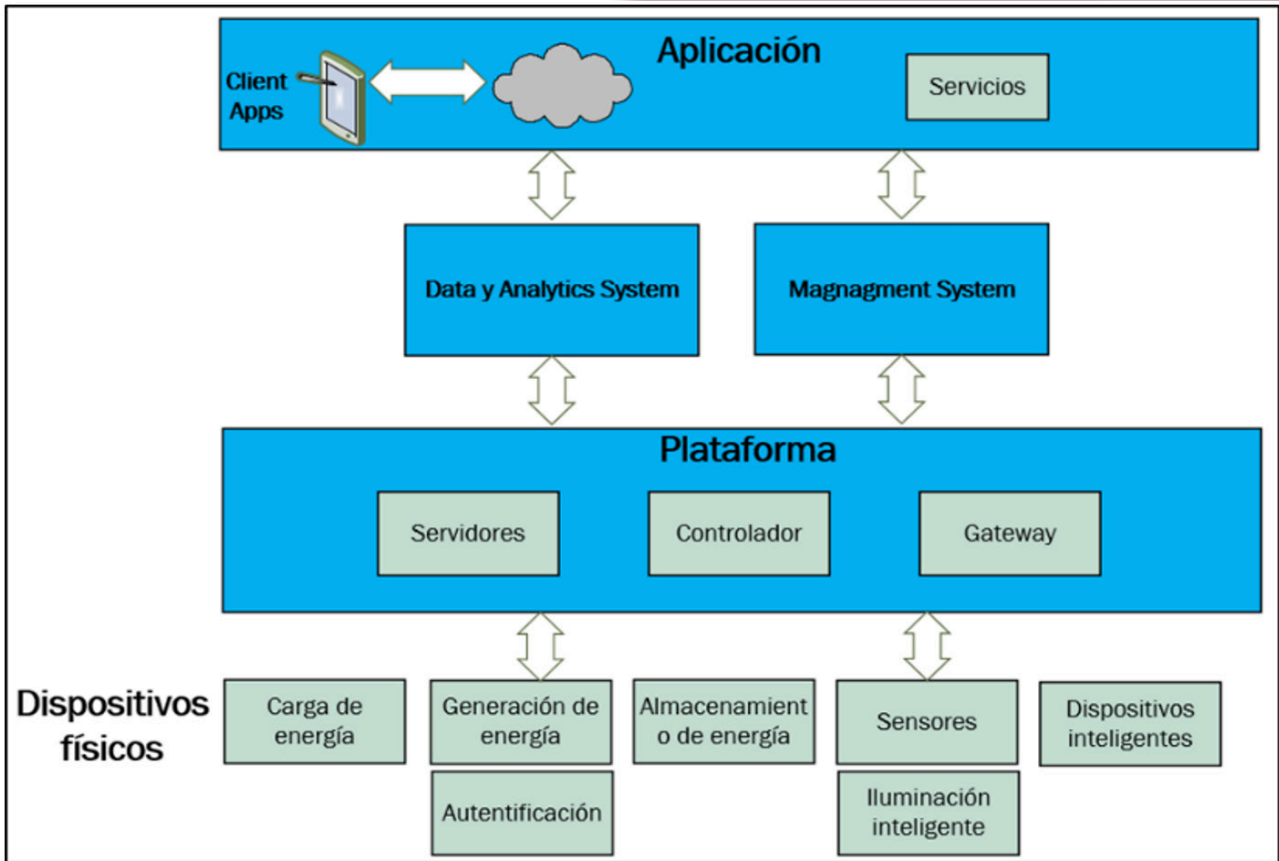 Aplicación
Client
Apps
Servicios
Data y Analytics System
Magnagment System
Plataforma
Servidores
Controlador
Gateway
Dispositivos
físicos
Carga de
energía
Generación de
energía
Almacenamient
o de energía
Sensores
Dispositivos
inteligentes
Autentificación
Iluminación
inteligente